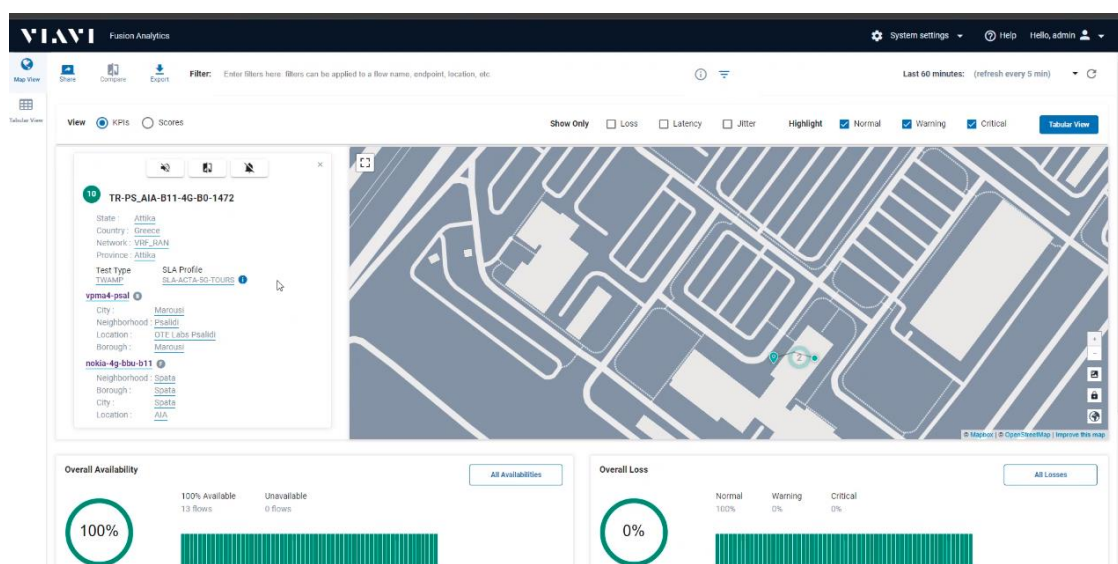 VIAVI Fusion Analytics System settings Help Hello, admin
Map View
Tabular View
Share Compare Export Filter: Enter filters here. filters can be applied to a flow name, endpoint, location, etc. Last 60 minutes: (refresh every 5 min)
View KPIs Scores Show Only Loss Latency Jitter Highlight Normal Warning Critical Tabular View
10 TR-PS_AIA-B11-4G-B0-1472
State : Attika
Country : Greece
Network : VRF_RAN
Province : Attika
Test Type SLA Profile
TWAMP SLA-ACTA-5G-TOURS
vpma4-psal
City : Marousi
Neighborhood : Psalidi
Location : OTE Labs Psalidi
Borough : Marousi
nokia-4g-bbu-b11
Neighborhood : Spata
Borough : Spata
City : Spata
Location : AIA
2
© Mapbox | © OpenStreetMap | Improve this map
Overall Availability All Availabilities
100% Available Unavailable
13 flows 0 flows
100%
Overall Loss All Losses
Normal Warning Critical
100% 0% 0%
0%